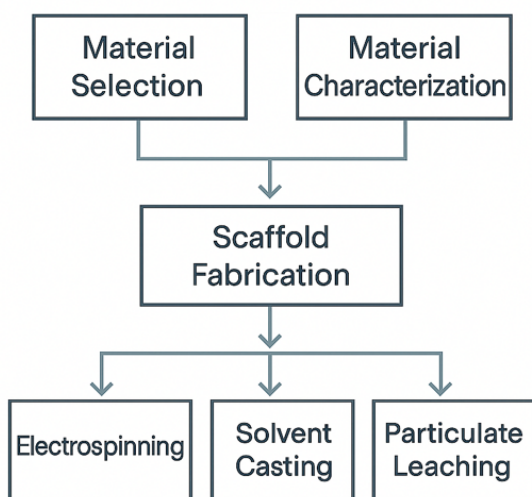 Material
Selection
Material
Characterization
Scaffold
Fabrication
Electrospinning
Solvent
Casting
Particulate
Leaching